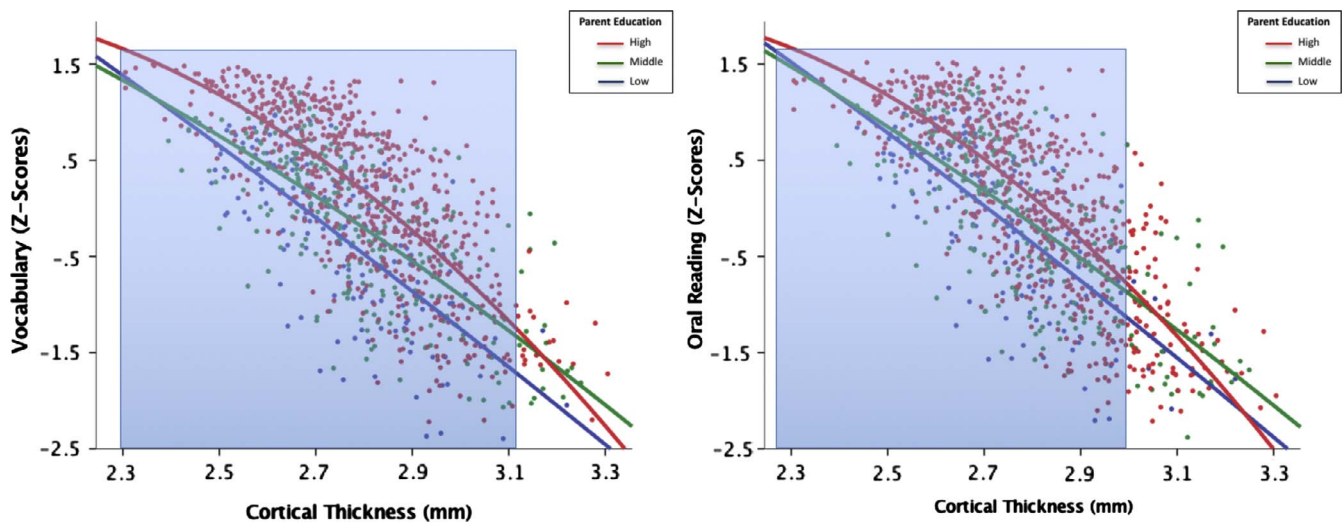 Parent Education
High
Middle
Low
1.5
.5
-.5
-1.5
-2.5
Vocabulary (Z-Scores)
2.3 2.5 2.7 2.9 3.1 3.3
Cortical Thickness (mm)
Parent Education
High
Middle
Low
1.5
.5
-.5
-1.5
-2.5
Oral Reading (Z-Scores)
2.3 2.5 2.7 2.9 3.1 3.3
Cortical Thickness (mm)